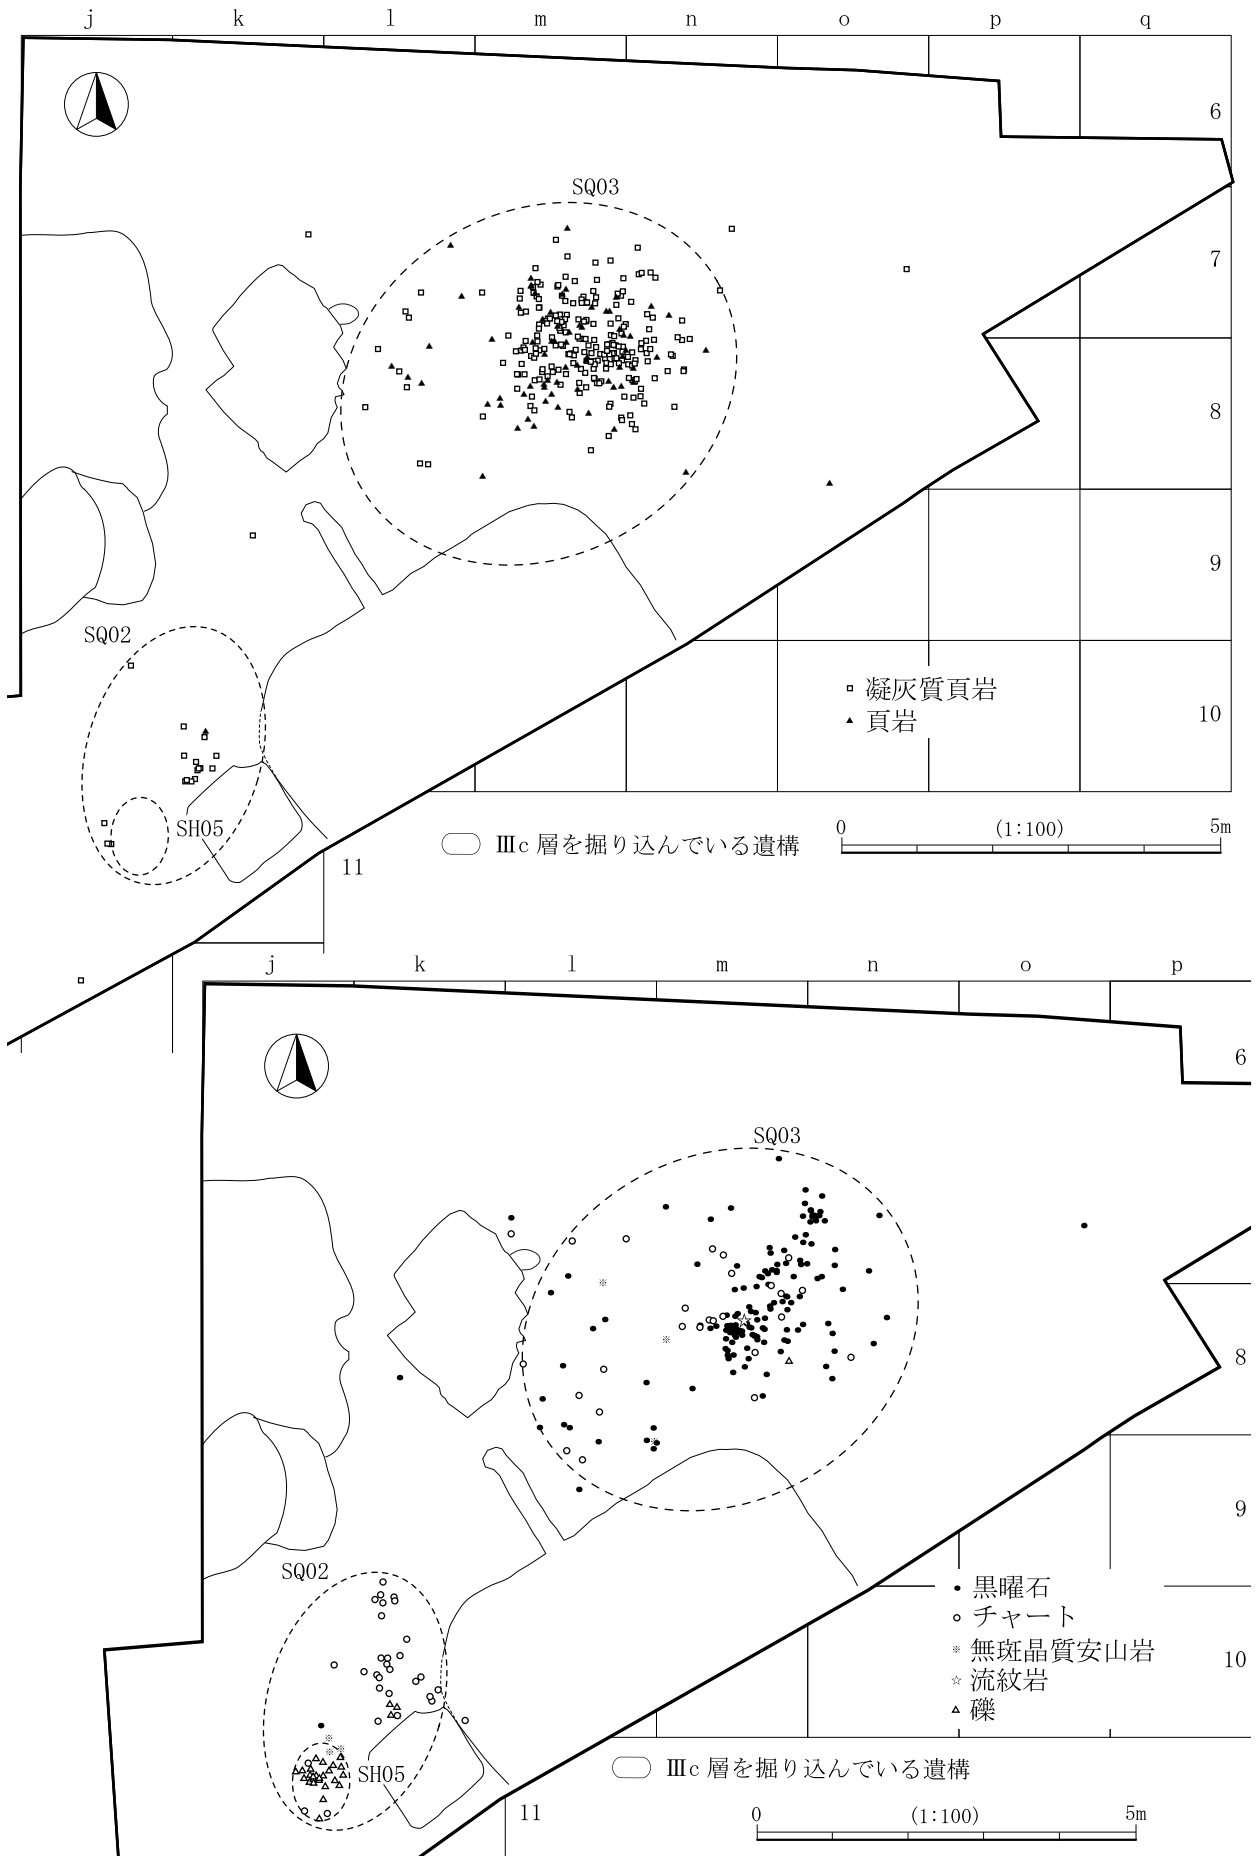 j k l m n o p q
6
SQ03
7
8
9
SQ02
凝灰質頁岩
頁岩
10
SH05
Ⅲc 層を掘り込んでいる遺構
0 (1:100) 5m
11
j k l m n o p
6
SQ03
8
9
SQ02
黒曜石
チャート
無斑晶質安山岩
10
流紋岩
礫
SH05
Ⅲc 層を掘り込んでいる遺構
11
0 (1:100) 5m